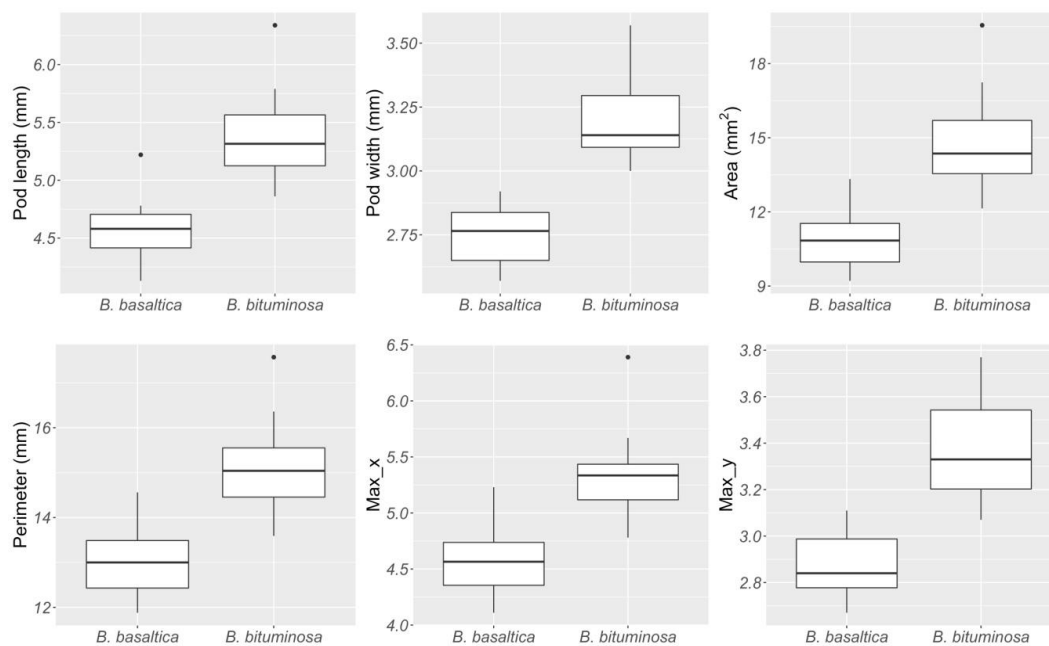 Pod length (mm)
6.0
5.5
5.0
4.5
B. basaltica
B. bituminosa
Pod width (mm)
3.50
3.25
3.00
2.75
B. basaltica
B. bituminosa
Area (mm²)
18
15
12
9
B. basaltica
B. bituminosa
Perimeter (mm)
16
14
12
B. basaltica
B. bituminosa
Max_x
6.5
6.0
5.5
5.0
4.5
4.0
B. basaltica
B. bituminosa
Max_y
3.8
3.6
3.4
3.2
3.0
2.8
B. basaltica
B. bituminosa